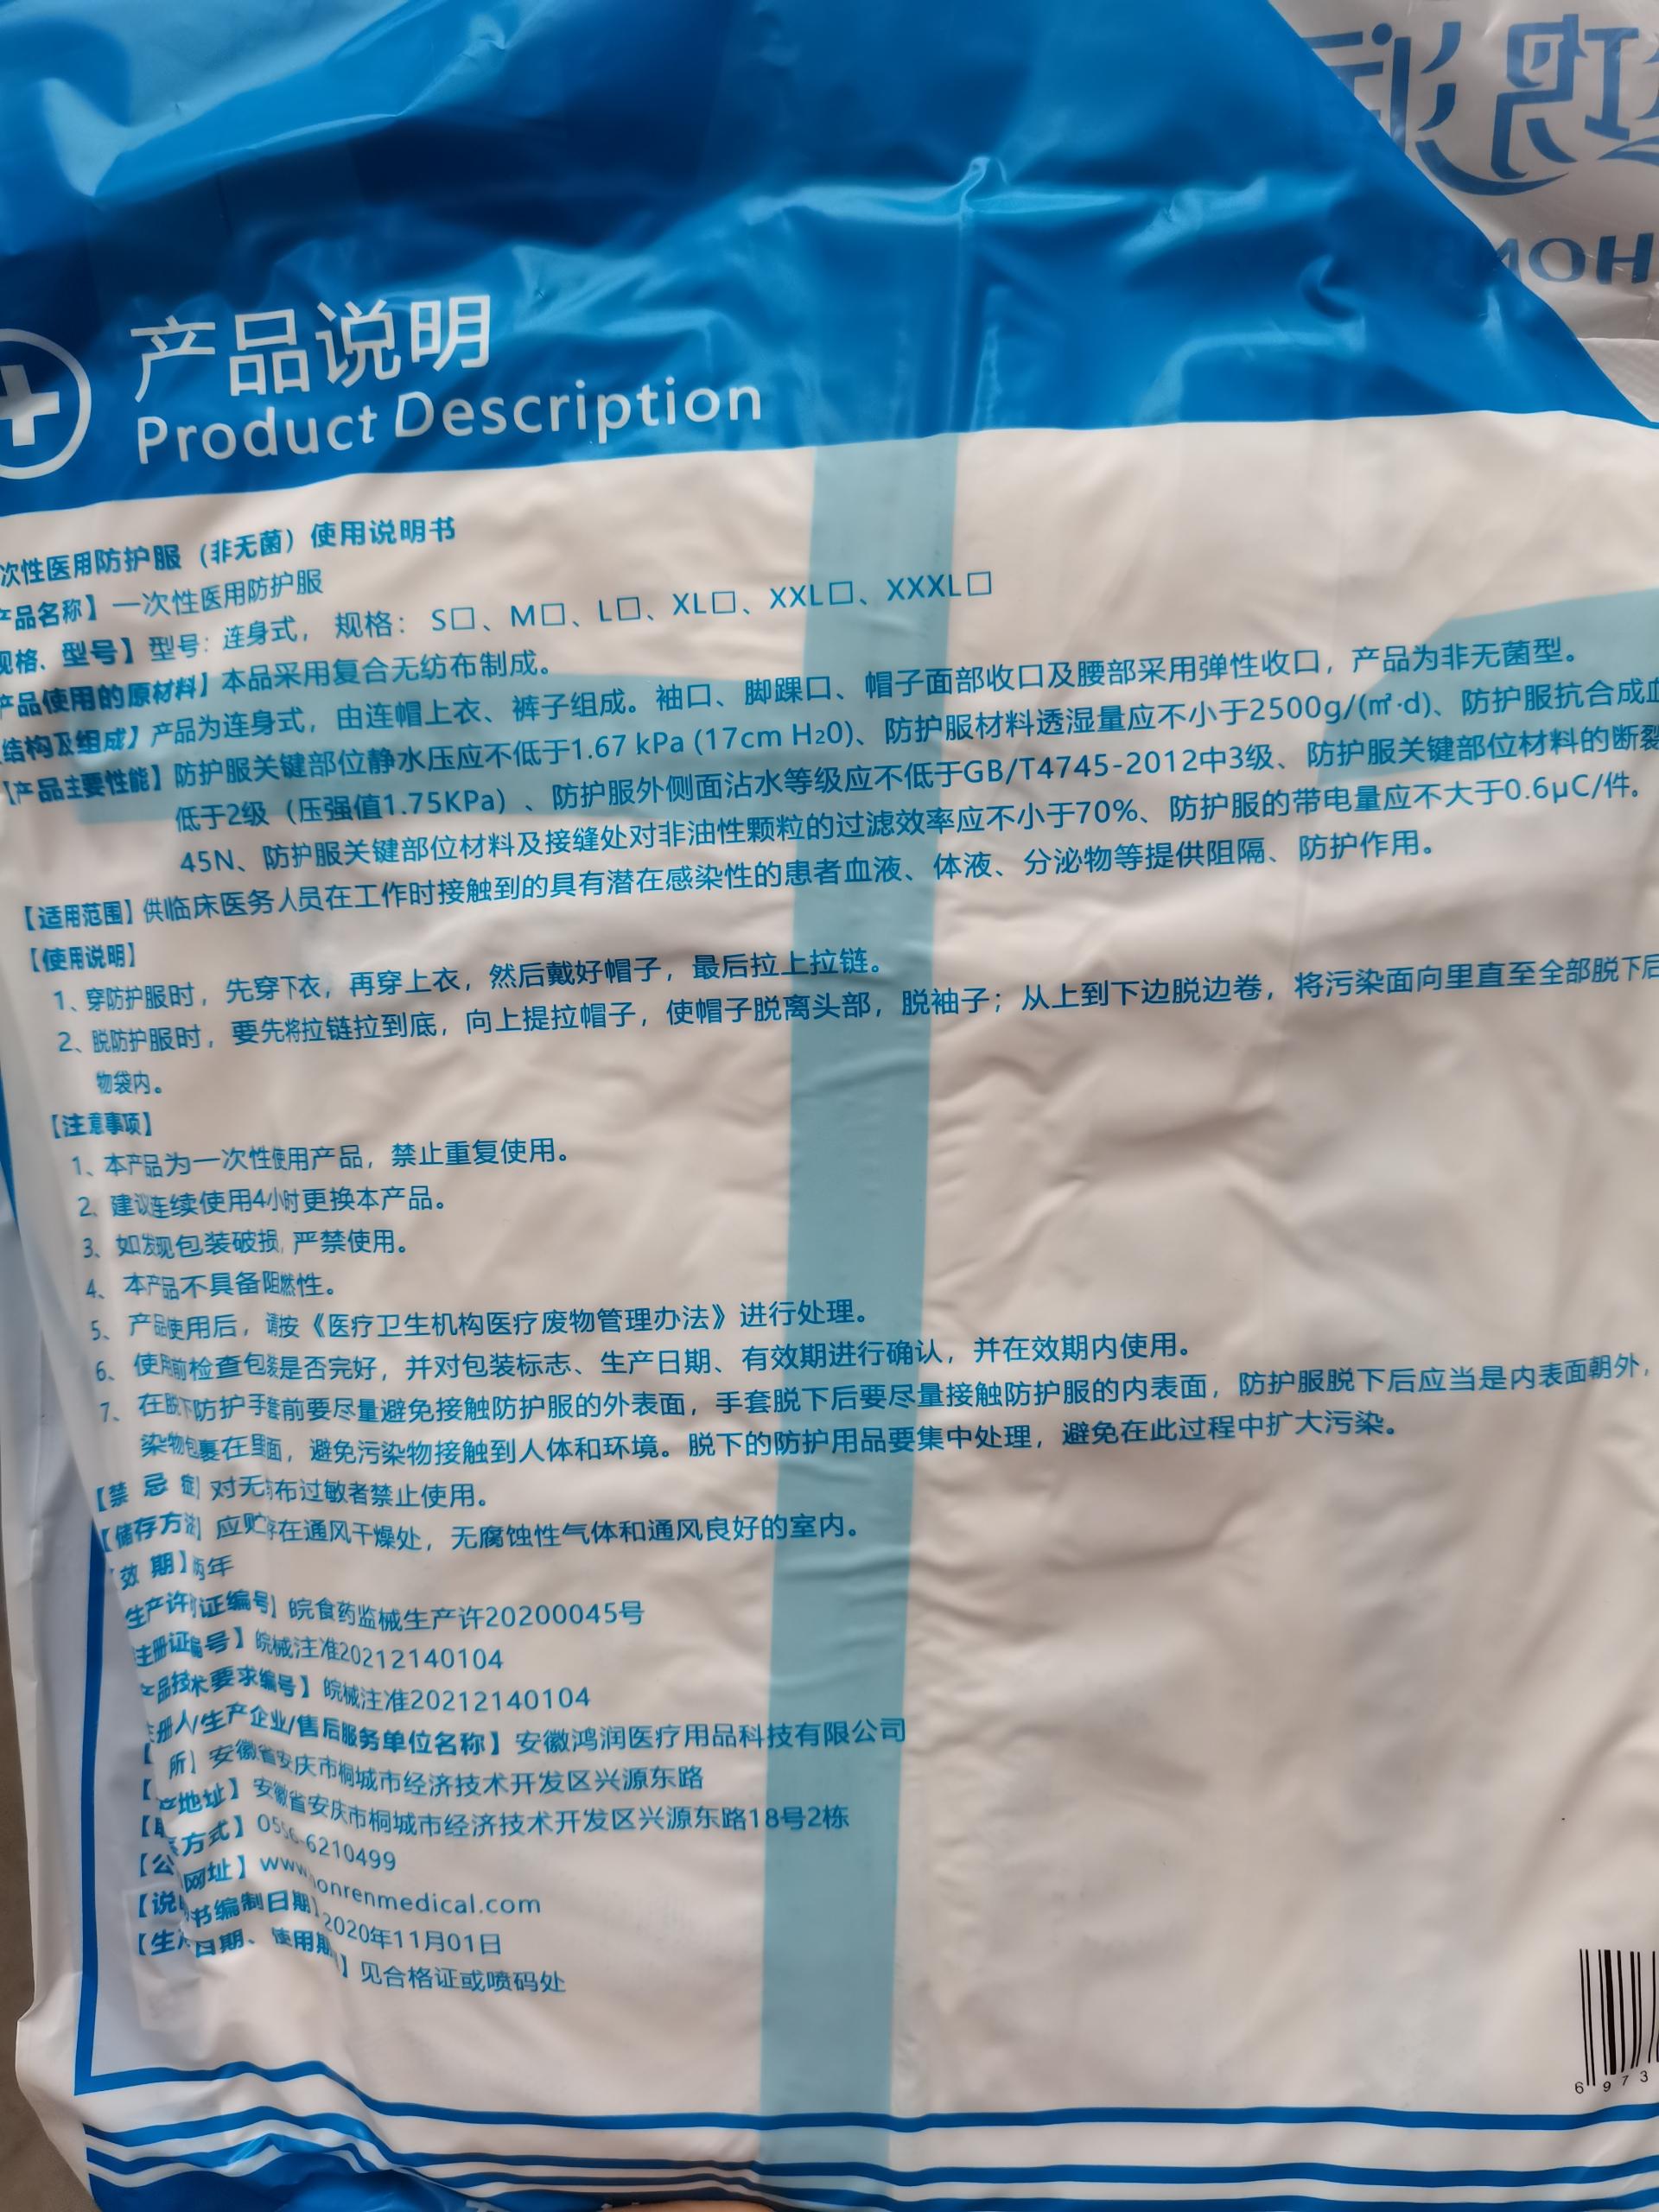 HON
产品说明
Product Description
次性医用防护服（非无菌）使用说明书
产品名称】一次性医用防护服
规格、型号】型号：连身式， 规格： S□、M□、L□、XL□、XXL□、XXXL□
产品使用的原材料】本品采用复合无纺布制成。
结构及组成】产品为连身式，由连帽上衣、裤子组成。袖口、脚踝口、帽子面部收口及腰部采用弹性收口，产品为非无菌型。
【产品主要性能】防护服关键部位静水压应不低于1.67 kPa (17cm H20)、防护服材料透湿量应不小于2500g/(㎡·d)、防护服抗合成血
低于2级（压强值1.75KPa）、防护服外侧面沾水等级应不低于GB/T4745-2012中3级、防护服关键部位材料的断裂
45N、防护服关键部位材料及接缝处对非油性颗粒的过滤效率应不小于70%、防护服的带电量应不大于0.6μC/件。
【适用范围】供临床医务人员在工作时接触到的具有潜在感染性的患者血液、体液、分泌物等提供阻隔、防护作用。
【使用说明】
1、穿防护服时，先穿下衣，再穿上衣，然后戴好帽子，最后拉上拉链。
2、脱防护服时，要先将拉链拉到底，向上提拉帽子，使帽子脱离头部，脱袖子；从上到下边脱边卷，将污染面向里直至全部脱下后
物袋内。
【注意事项】
1、本产品为一次性使用产品，禁止重复使用。
2、建议连续使用4小时更换本产品。
3、如发现包装破损，严禁使用。
4、本产品不具备阻燃性。
5、产品使用后，请按《医疗卫生机构医疗废物管理办法》进行处理。
6、使用前检查包装是否完好，并对包装标志、生产日期、有效期进行确认，并在效期内使用。
7、在脱下防护手套前要尽量避免接触防护服的外表面，手套脱下后要尽量接触防护服的内表面，防护服脱下后应当是内表面朝外，
染物包裹在里面，避免污染物接触到人体和环境。脱下的防护用品要集中处理，避免在此过程中扩大污染。
【禁 忌 症】对无纺布过敏者禁止使用。
【储存方法】应贮存在通风干燥处，无腐蚀性气体和通风良好的室内。
效 期】两年
生产许可证编号】皖食药监械生产许20200045号
注册证编号】皖械注准20212140104
产品技术要求编号】皖械注准20212140104
注册人/生产企业/售后服务单位名称】安徽鸿润医疗用品科技有限公司
【 所】安徽省安庆市桐城市经济技术开发区兴源东路
【 产地址】安徽省安庆市桐城市经济技术开发区兴源东路18号2栋
【联系方式】0556-6210499
【公 网址】www.honrenmedical.com
【说明书编制日期】2020年11月01日
【生产日期、使用期 】见合格证或喷码处
6 973